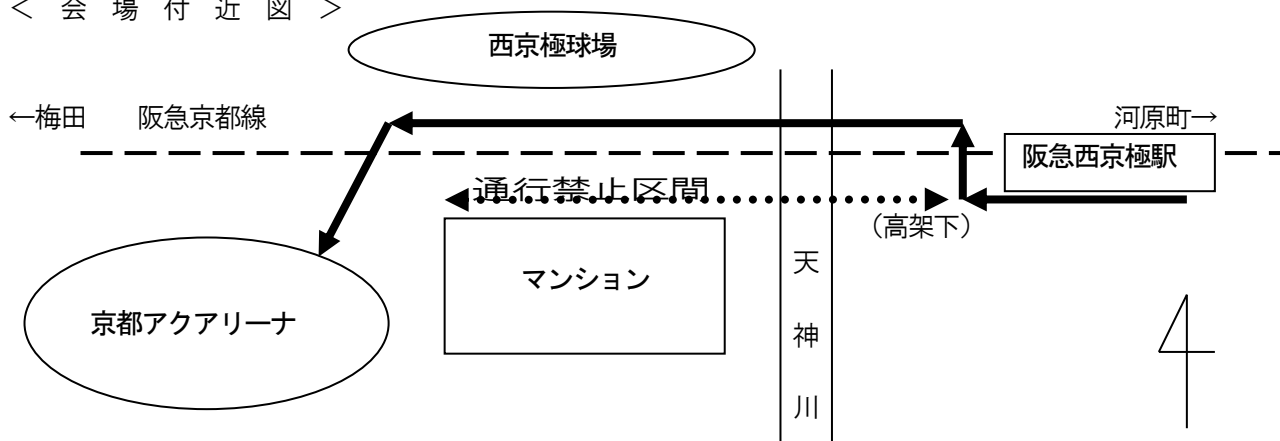 ＜ 会 場 付 近 図 ＞
西京極球場
←梅田 阪急京都線
河原町→
阪急西京極駅
通行禁止区間
（高架下）
マンション
天
神
川
京都アクアリーナ